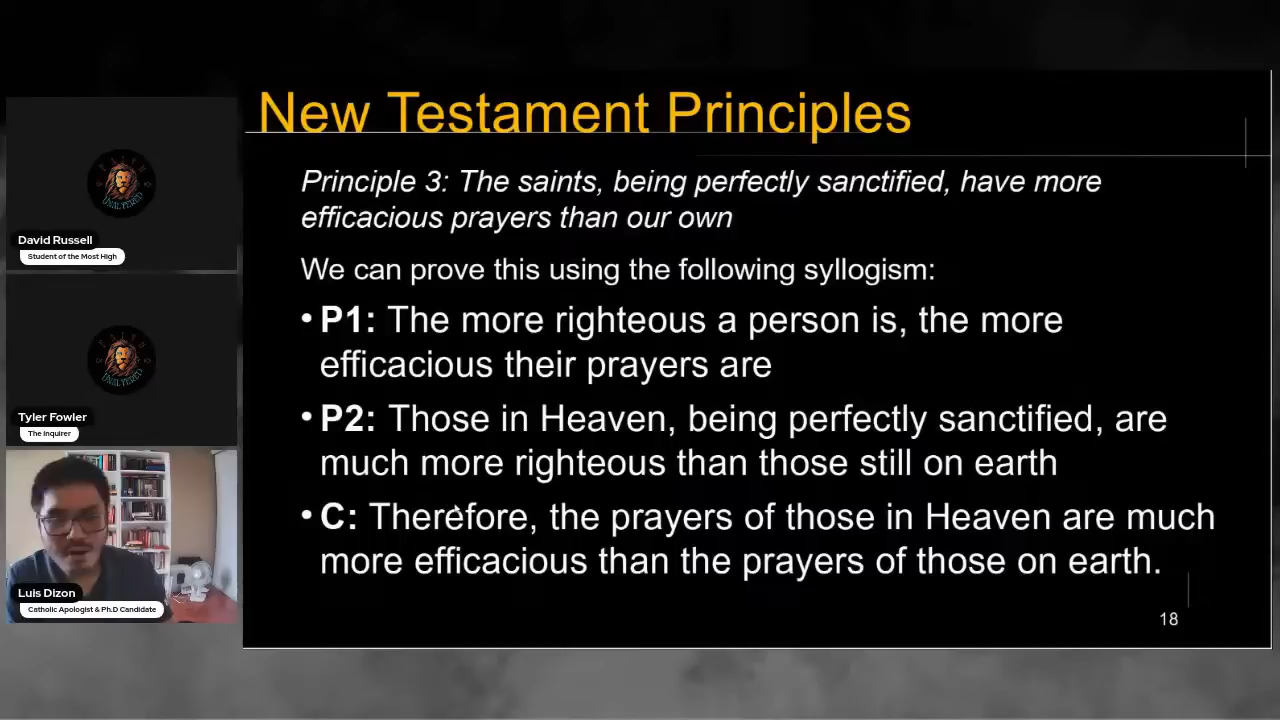 New Testament Principles
Principle 3: The saints, being perfectly sanctified, have more
efficacious prayers than our own
We can prove this using the following syllogism:
• P1: The more righteous a person is, the more
efficacious their prayers are
• P2: Those in Heaven, being perfectly sanctified, are
much more righteous than those still on earth
• C: Therefore, the prayers of those in Heaven are much
more efficacious than the prayers of those on earth.
18
FAITH
UNALTERED
David Russell
Student of the Most High
FAITH
UNALTERED
Tyler Fowler
The Inquirer
Luis Dizon
Catholic Apologist & Ph.D Candidate